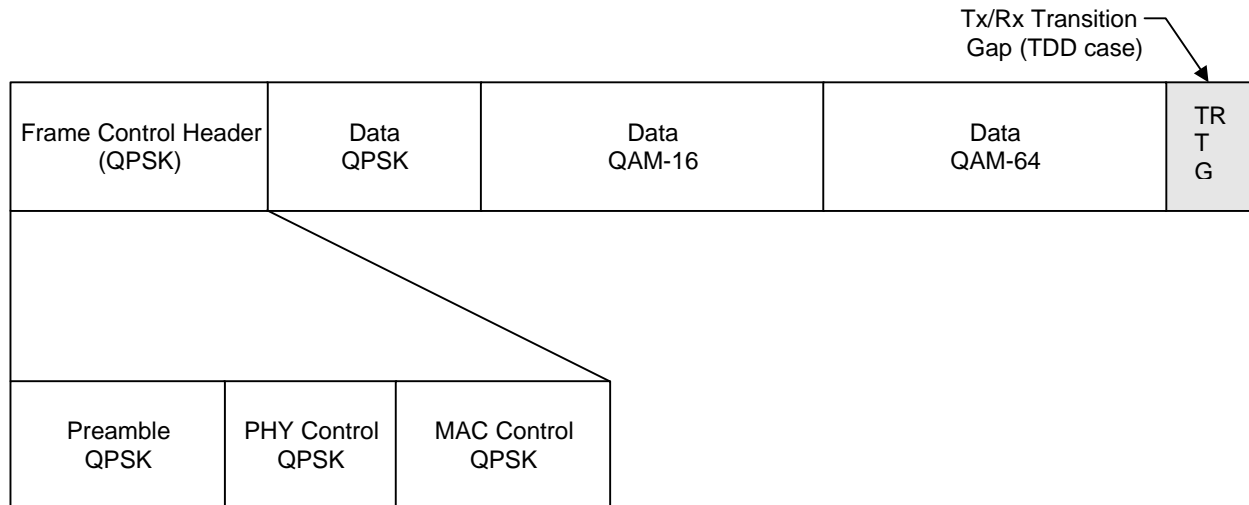 Tx/Rx Transition
Gap (TDD case)
Frame Control Header
(QPSK)
Data
QPSK
Data
QAM-16
Data
QAM-64
TR
T
G
Preamble
QPSK
PHY Control
QPSK
MAC Control
QPSK